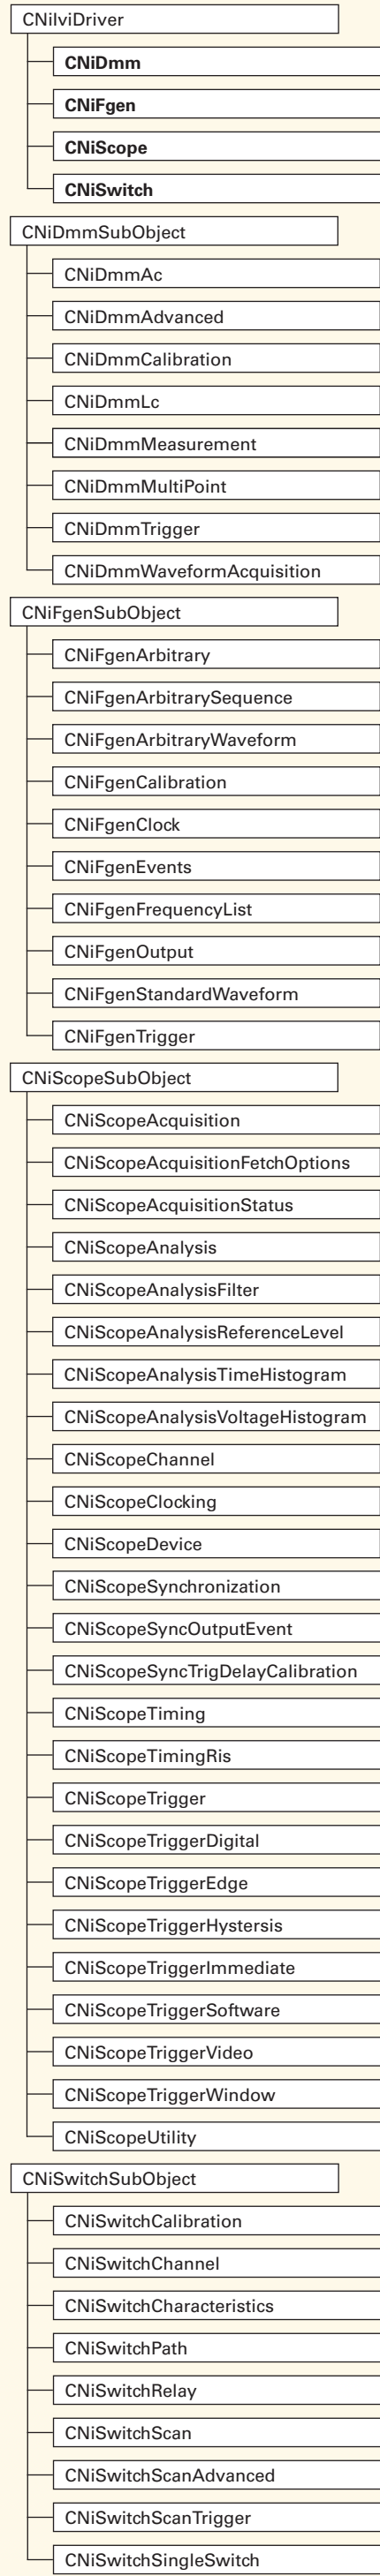 CNiIviDriver
CNiDmm
CNiFgen
CNiScope
CNiSwitch
CNiDmmSubObject
CNiDmmAc
CNiDmmAdvanced
CNiDmmCalibration
CNiDmmLc
CNiDmmMeasurement
CNiDmmMultiPoint
CNiDmmTrigger
CNiDmmWaveformAcquisition
CNiFgenSubObject
CNiFgenArbitrary
CNiFgenArbitrarySequence
CNiFgenArbitraryWaveform
CNiFgenCalibration
CNiFgenClock
CNiFgenEvents
CNiFgenFrequencyList
CNiFgenOutput
CNiFgenStandardWaveform
CNiFgenTrigger
CNiScopeSubObject
CNiScopeAcquisition
CNiScopeAcquisitionFetchOptions
CNiScopeAcquisitionStatus
CNiScopeAnalysis
CNiScopeAnalysisFilter
CNiScopeAnalysisReferenceLevel
CNiScopeAnalysisTimeHistogram
CNiScopeAnalysisVoltageHistogram
CNiScopeChannel
CNiScopeClocking
CNiScopeDevice
CNiScopeSynchronization
CNiScopeSyncOutputEvent
CNiScopeSyncTrigDelayCalibration
CNiScopeTiming
CNiScopeTimingRis
CNiScopeTrigger
CNiScopeTriggerDigital
CNiScopeTriggerEdge
CNiScopeTriggerHystersis
CNiScopeTriggerImmediate
CNiScopeTriggerSoftware
CNiScopeTriggerVideo
CNiScopeTriggerWindow
CNiScopeUtility
CNiSwitchSubObject
CNiSwitchCalibration
CNiSwitchChannel
CNiSwitchCharacteristics
CNiSwitchPath
CNiSwitchRelay
CNiSwitchScan
CNiSwitchScanAdvanced
CNiSwitchScanTrigger
CNiSwitchSingleSwitch